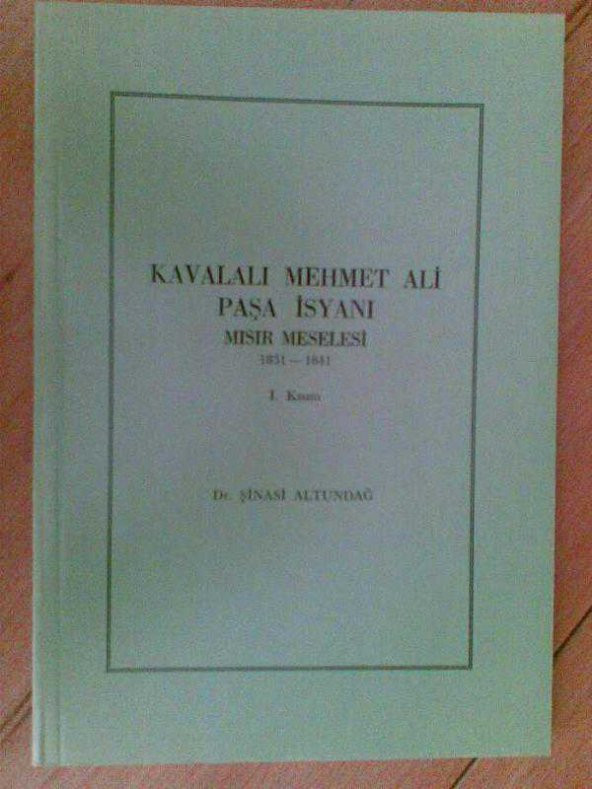 KAVALALI MEHMET ALİ
PAŞA İSYANI
MISIR MESELESİ
1831 — 1841
I. Kısım
Dr. ŞİNASİ ALTUNDAĞ